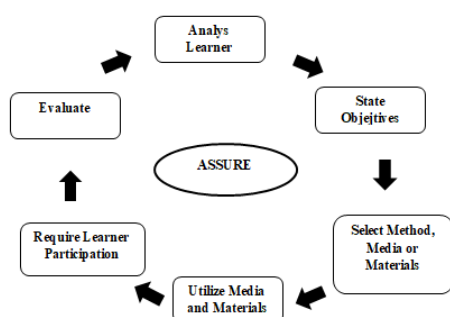 Analys
Learner
State
Objejtives
Select Method,
Media or
Materials
Utilize Media
and Materials
Require Learner
Participation
Evaluate
ASSURE